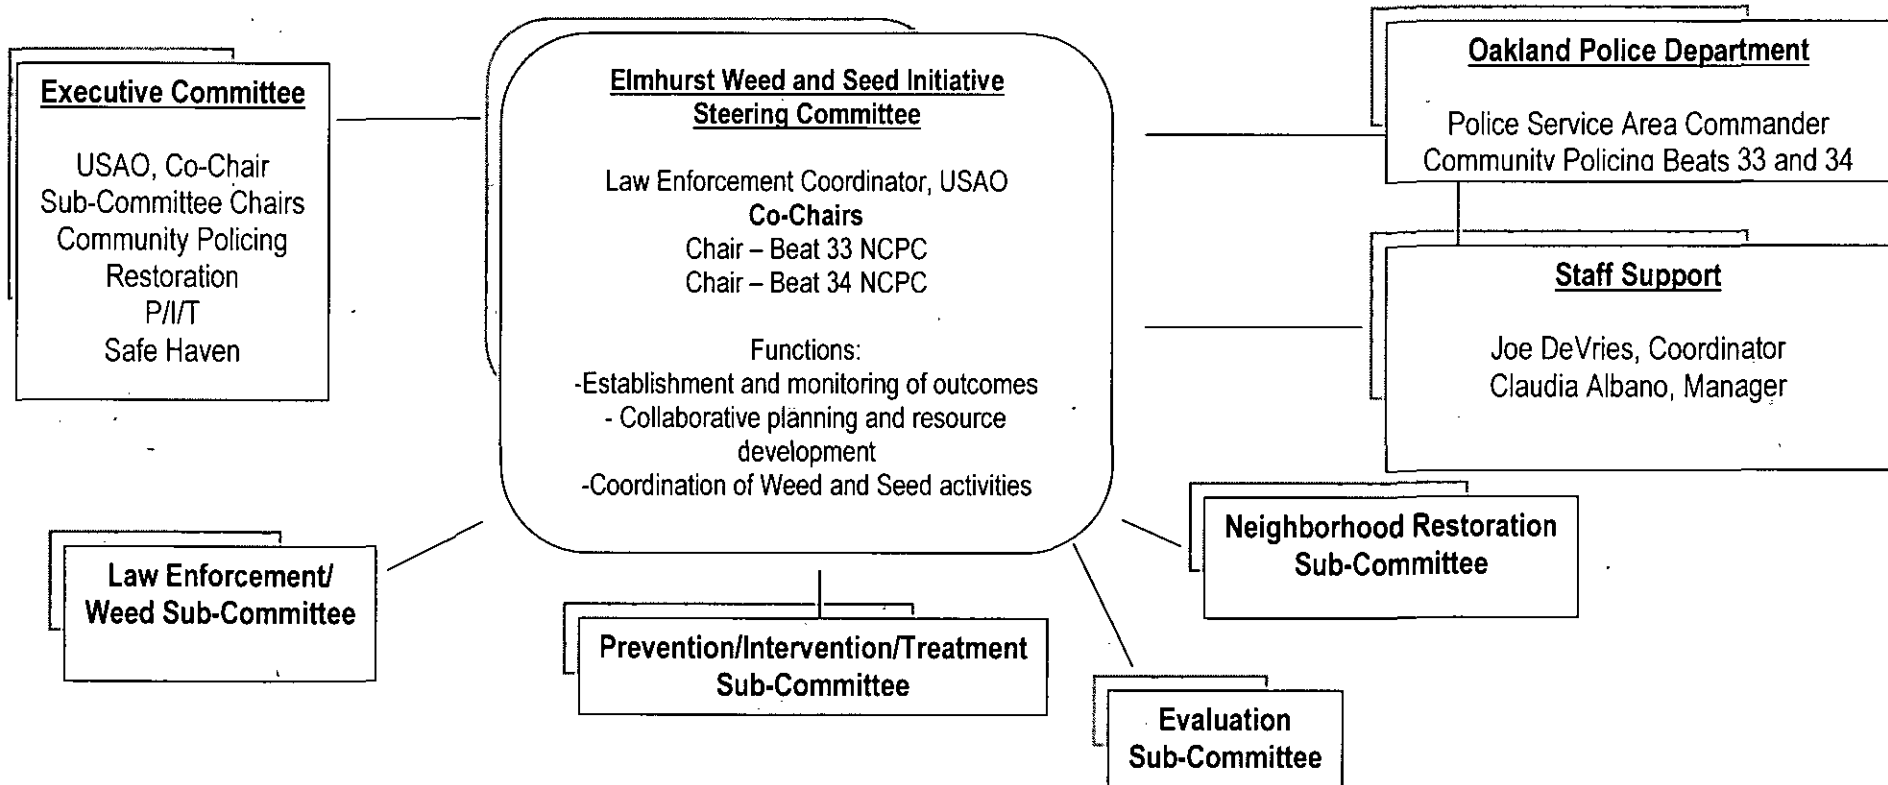 Executive Committee
USAO, Co-Chair
Sub-Committee Chairs
Community Policing
Restoration
P/I/T
Safe Haven
Elmhurst Weed and Seed Initiative
Steering Committee
Law Enforcement Coordinator, USAO
Co-Chairs
Chair – Beat 33 NCPC
Chair – Beat 34 NCPC
Functions:
-Establishment and monitoring of outcomes
- Collaborative planning and resource
development
-Coordination of Weed and Seed activities
Oakland Police Department
Police Service Area Commander
Community Policing Beats 33 and 34
Staff Support
Joe DeVries, Coordinator
Claudia Albano, Manager
Law Enforcement/
Weed Sub-Committee
Prevention/Intervention/Treatment
Sub-Committee
Evaluation
Sub-Committee
Neighborhood Restoration
Sub-Committee